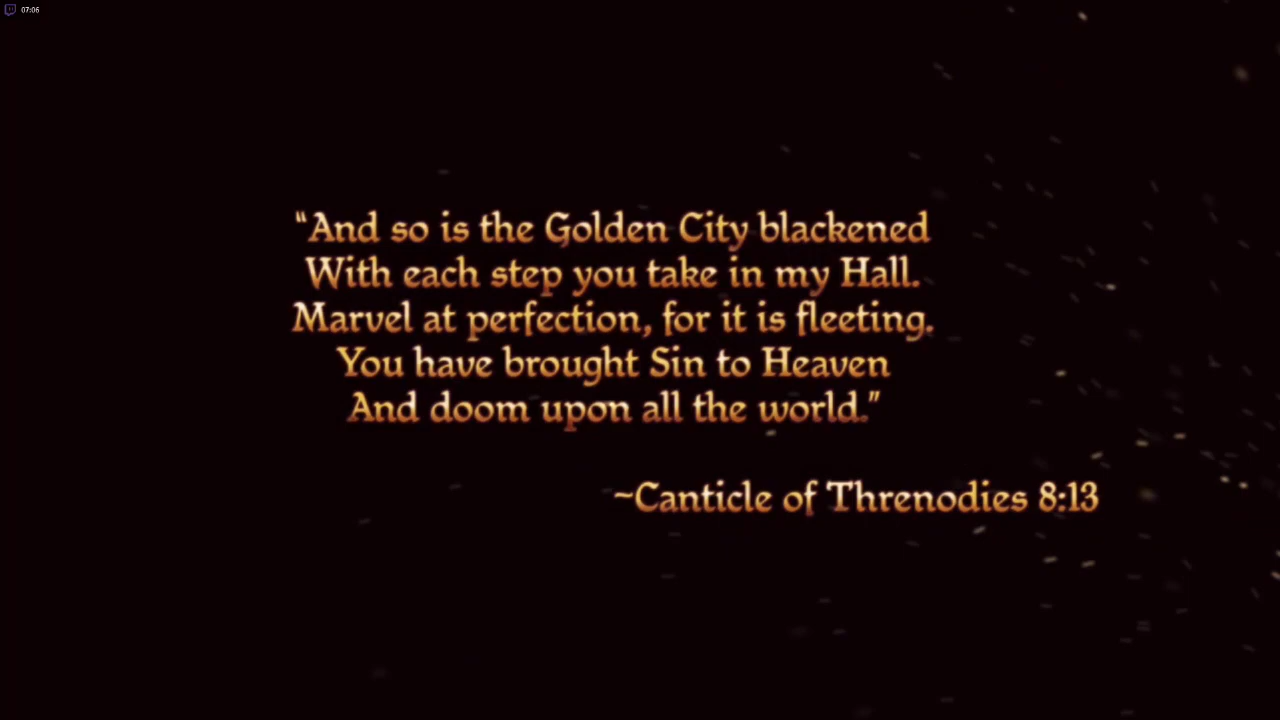 07:06
“And so is the Golden City blackened
With each step you take in my Hall.
Marvel at perfection, for it is fleeting.
You have brought Sin to Heaven
And doom upon all the world.”
~Canticle of Threnodies 8:13